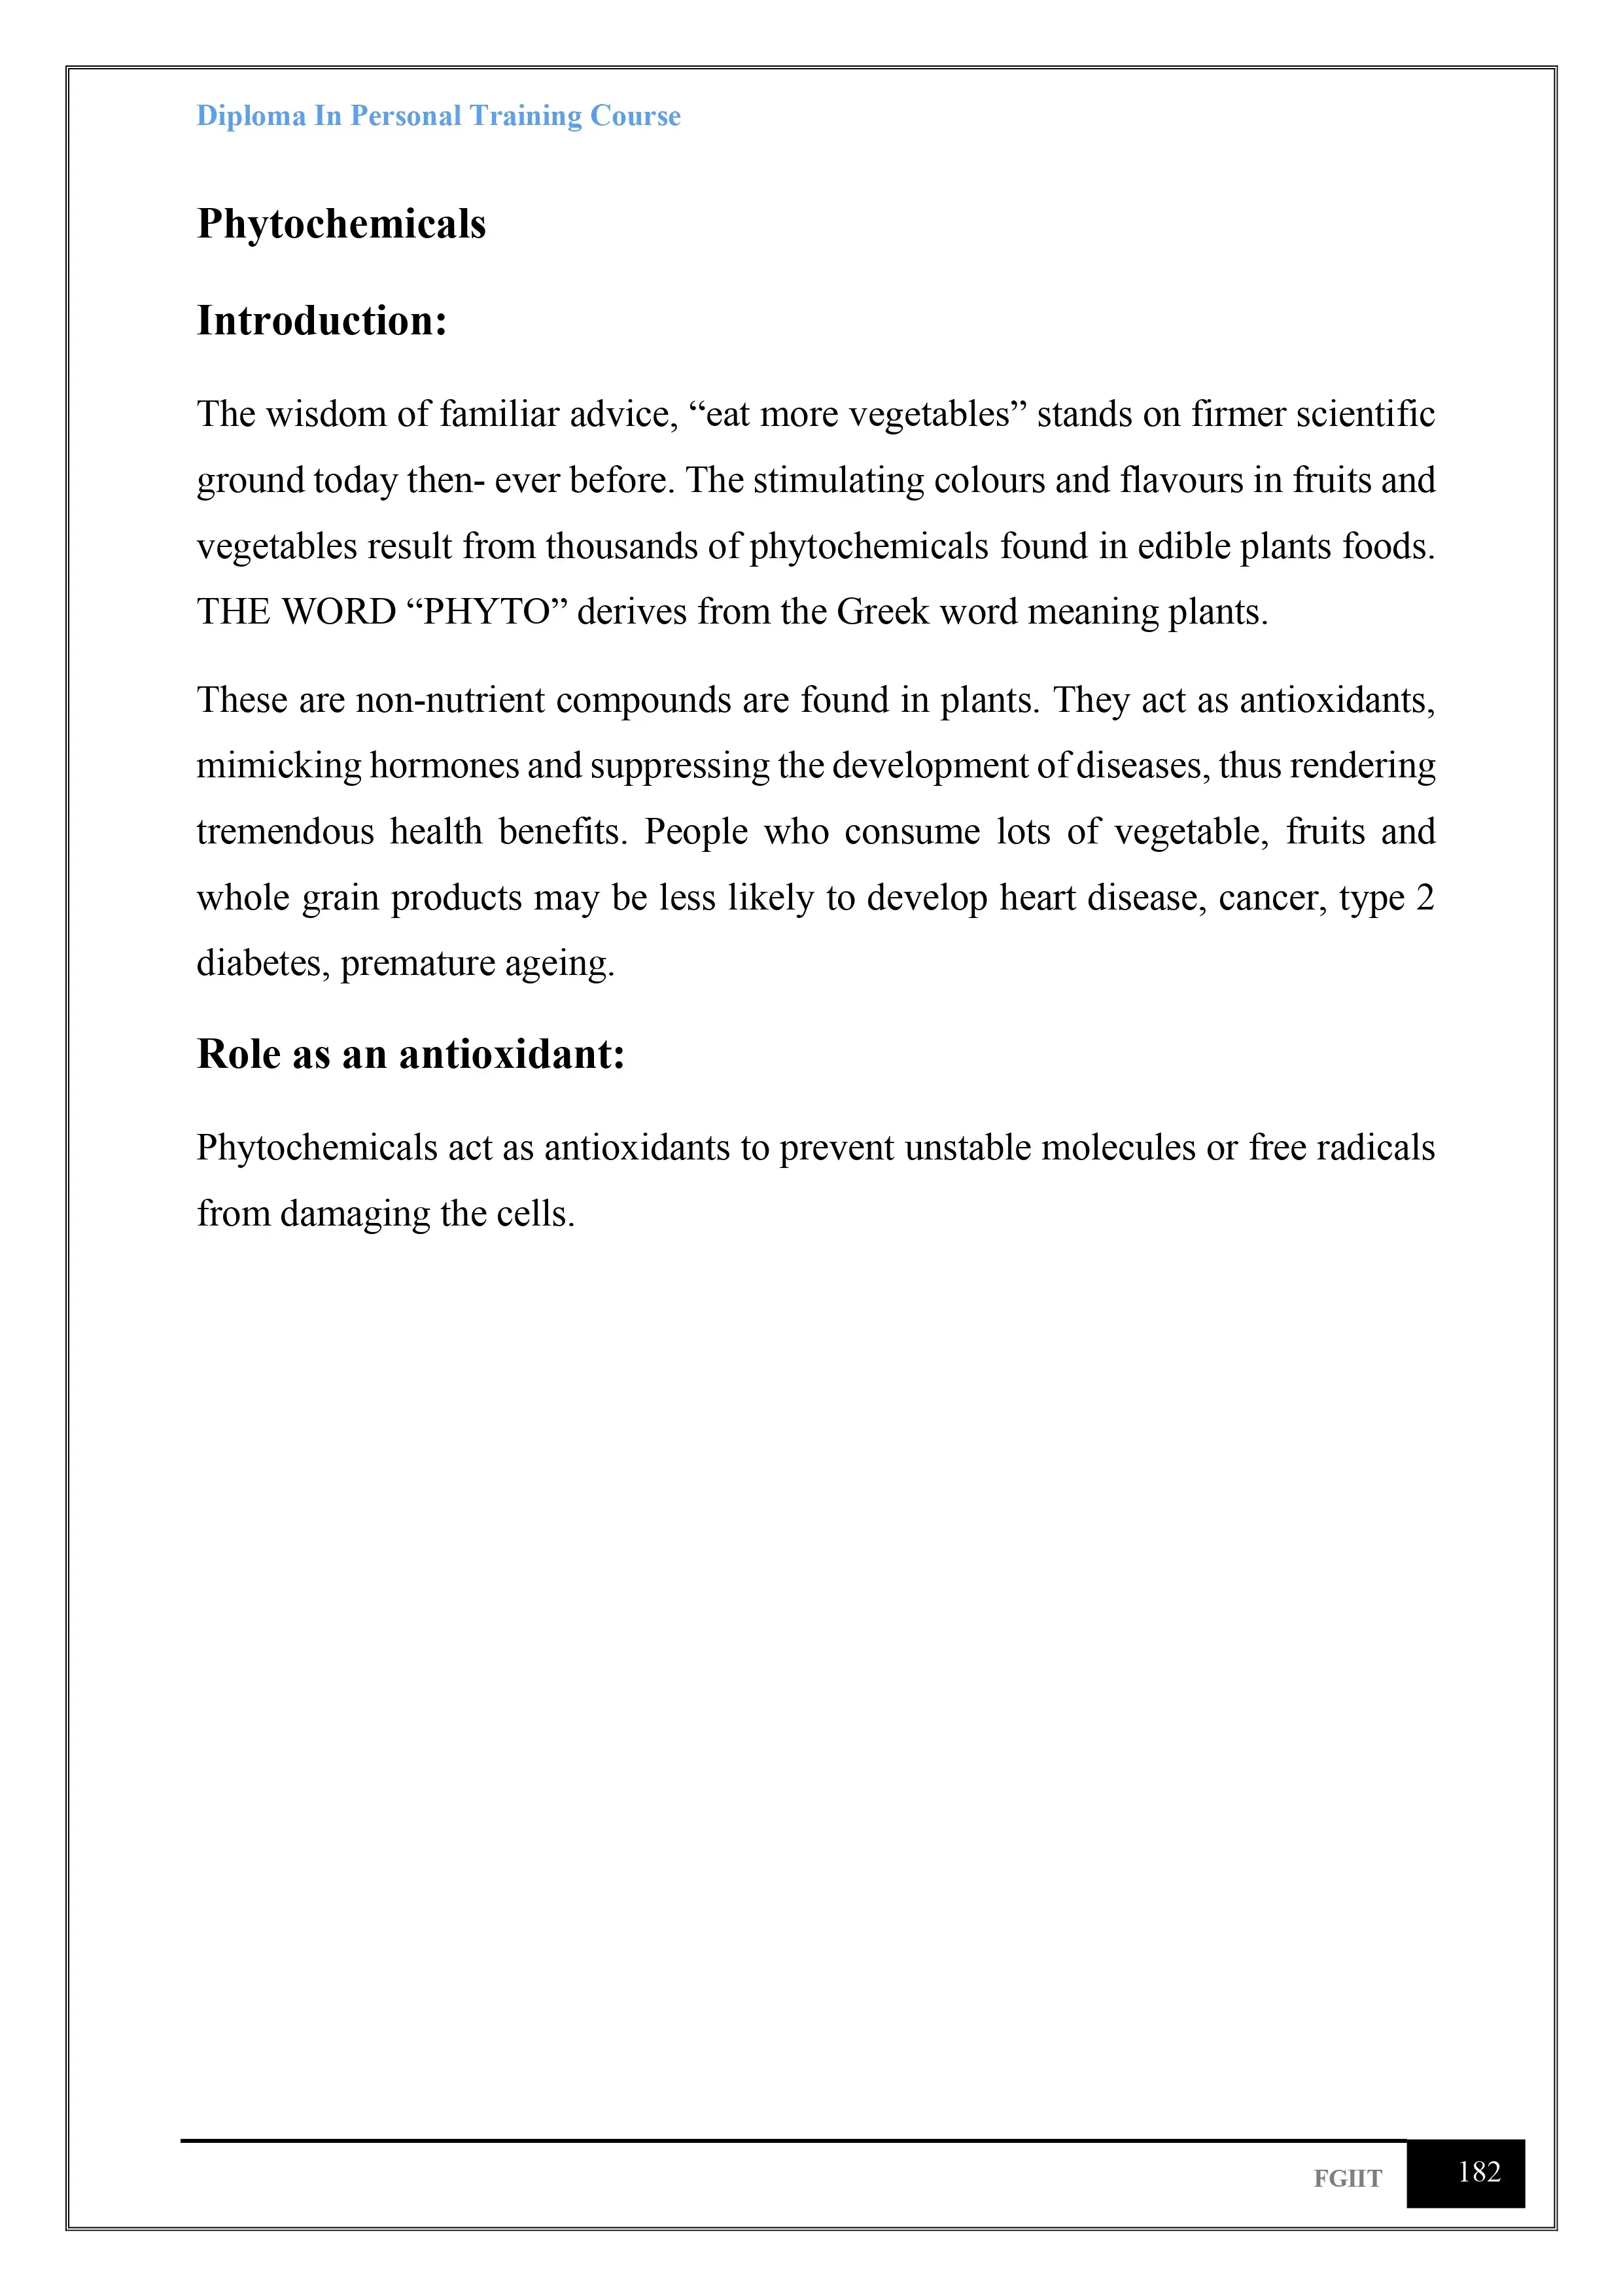 Diploma In Personal Training Course
Phytochemicals
Introduction:
The wisdom of familiar advice, “eat more vegetables” stands on firmer scientific
ground today then- ever before. The stimulating colours and flavours in fruits and
vegetables result from thousands of phytochemicals found in edible plants foods.
THE WORD “PHYTO” derives from the Greek word meaning plants.
These are non-nutrient compounds are found in plants. They act as antioxidants,
mimicking hormones and suppressing the development of diseases, thus rendering
tremendous health benefits. People who consume lots of vegetable, fruits and
whole grain products may be less likely to develop heart disease, cancer, type 2
diabetes, premature ageing.
Role as an antioxidant:
Phytochemicals act as antioxidants to prevent unstable molecules or free radicals
from damaging the cells.
FGIIT 182